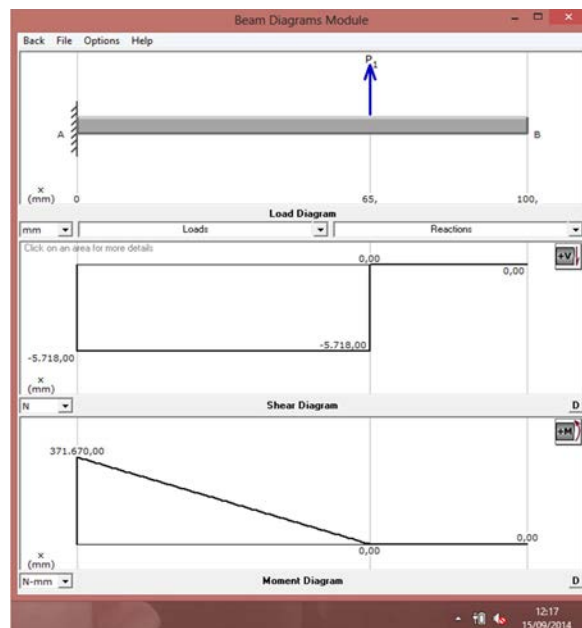 Beam Diagrams Module
Back File Options Help
P1
A B
x
(mm) 0 65, 100,
Load Diagram
mm Loads Reactions
Click on an area for more details
0,00
0,00
+V
-5.718,00
-5.718,00
x
(mm)
N Shear Diagram D
+M
371.670,00
0,00
0,00
x
(mm)
N-mm Moment Diagram D
12:17
15/09/2014